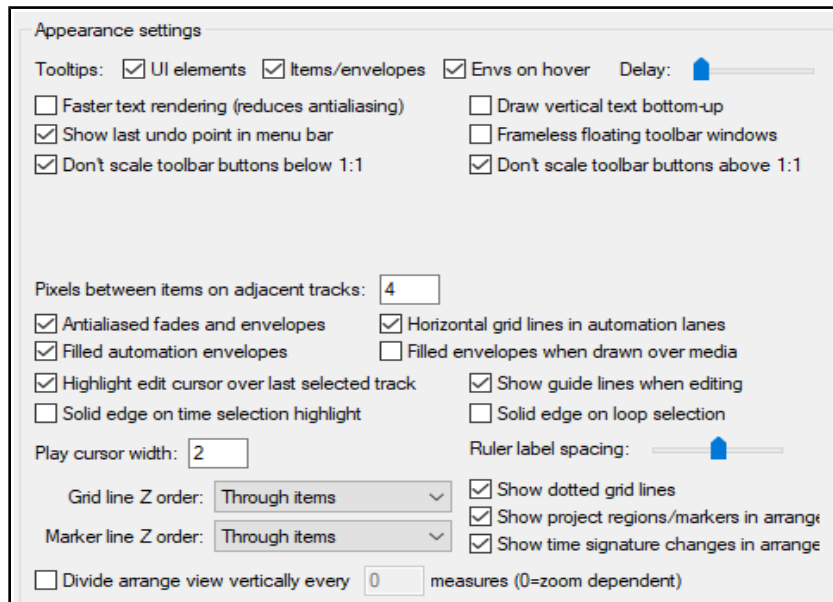 Appearance settings
Tooltips: UI elements Items/envelopes Envs on hover Delay:
Faster text rendering (reduces antialiasing) Draw vertical text bottom-up
Show last undo point in menu bar Frameless floating toolbar windows
Don't scale toolbar buttons below 1:1 Don't scale toolbar buttons above 1:1
Pixels between items on adjacent tracks: 4
Antialiased fades and envelopes Horizontal grid lines in automation lanes
Filled automation envelopes Filled envelopes when drawn over media
Highlight edit cursor over last selected track Show guide lines when editing
Solid edge on time selection highlight Solid edge on loop selection
Play cursor width: 2 Ruler label spacing:
Grid line Z order: Through items Show dotted grid lines
Show project regions/markers in arrange
Marker line Z order: Through items Show time signature changes in arrange
Divide arrange view vertically every 0 measures (0=zoom dependent)